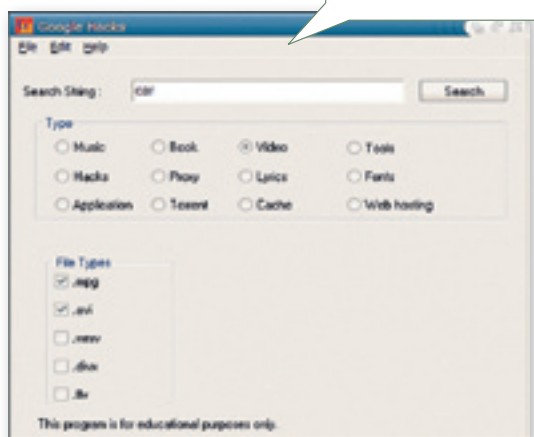 Google Hacks
File Edit Help
Search String : car Search
Type
Music Book Video Tools
Hacks Proxy Lyrics Fonts
Application Torrent Cache Web hosting
File Types
.mpg
.avi
.wmv
.divx
.flv
This program is for educational purposes only.